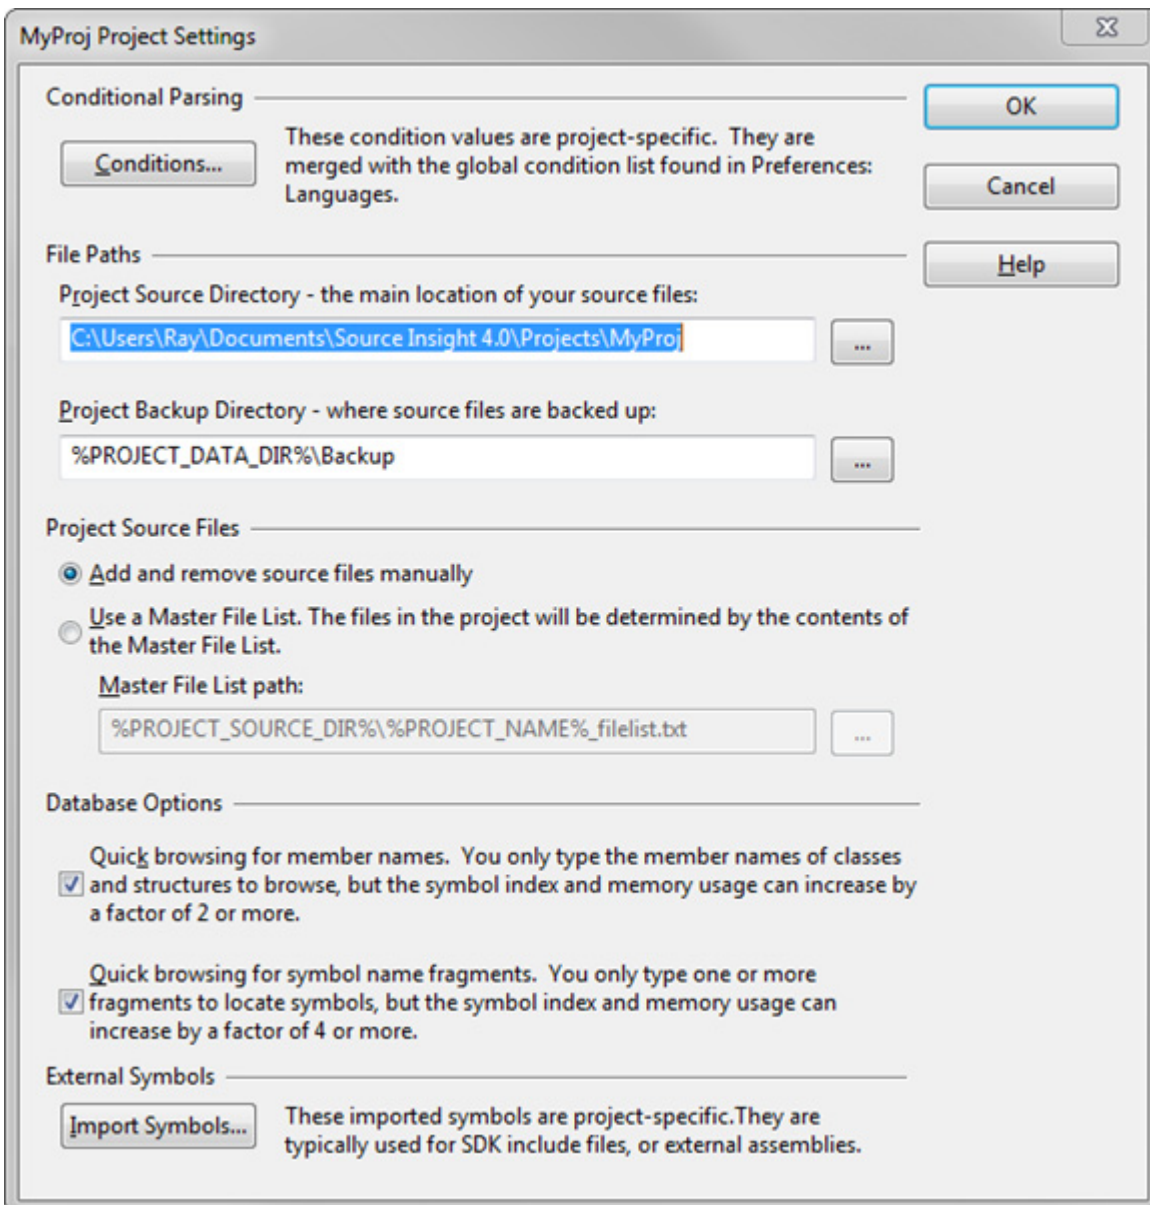 MyProj Project Settings
Conditional Parsing
OK
Conditions...
These condition values are project-specific.  They are
merged with the global condition list found in Preferences:
Languages.
Cancel
File Paths
Help
Project Source Directory - the main location of your source files:
C:\Users\Ray\Documents\Source Insight 4.0\Projects\MyProj
...
Project Backup Directory - where source files are backed up:
%PROJECT_DATA_DIR%\Backup
...
Project Source Files
Add and remove source files manually
Use a Master File List. The files in the project will be determined by the contents of
the Master File List.
Master File List path:
%PROJECT_SOURCE_DIR%\%PROJECT_NAME%_filelist.txt
...
Database Options
Quick browsing for member names.  You only type the member names of classes
and structures to browse, but the symbol index and memory usage can increase by
a factor of 2 or more.
Quick browsing for symbol name fragments.  You only type one or more
fragments to locate symbols, but the symbol index and memory usage can
increase by a factor of 4 or more.
External Symbols
Import Symbols...
These imported symbols are project-specific.They are
typically used for SDK include files, or external assemblies.